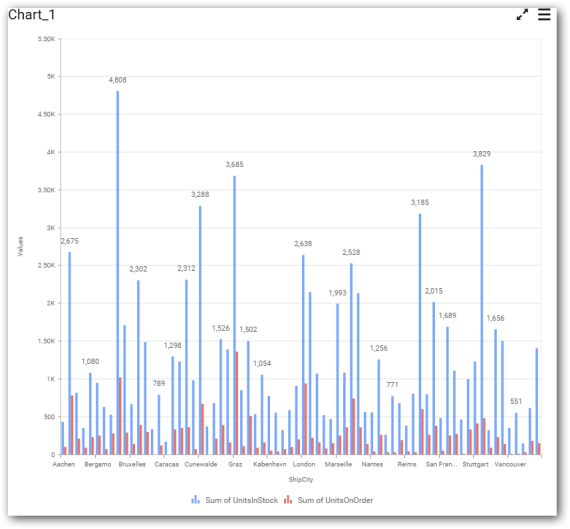 Chart_1
5.50K
5K
4.50K
4K
3.50K
3K
2.50K
2K
1.50K
1K
500
0
Values
2,675
1,080
4,808
2,302
789
1,298
2,312
3,288
1,526
3,685
1,502
1,054
2,638
1,993
2,528
1,256
771
3,185
2,015
1,689
3,829
1,656
551
Aachen Bergamo Bruxelles Caracas Cunewalde Graz København London Marseille Nantes Reims San Fran... Stuttgart Vancouver
ShipCity
Sum of UnitsInStock Sum of UnitsOnOrder